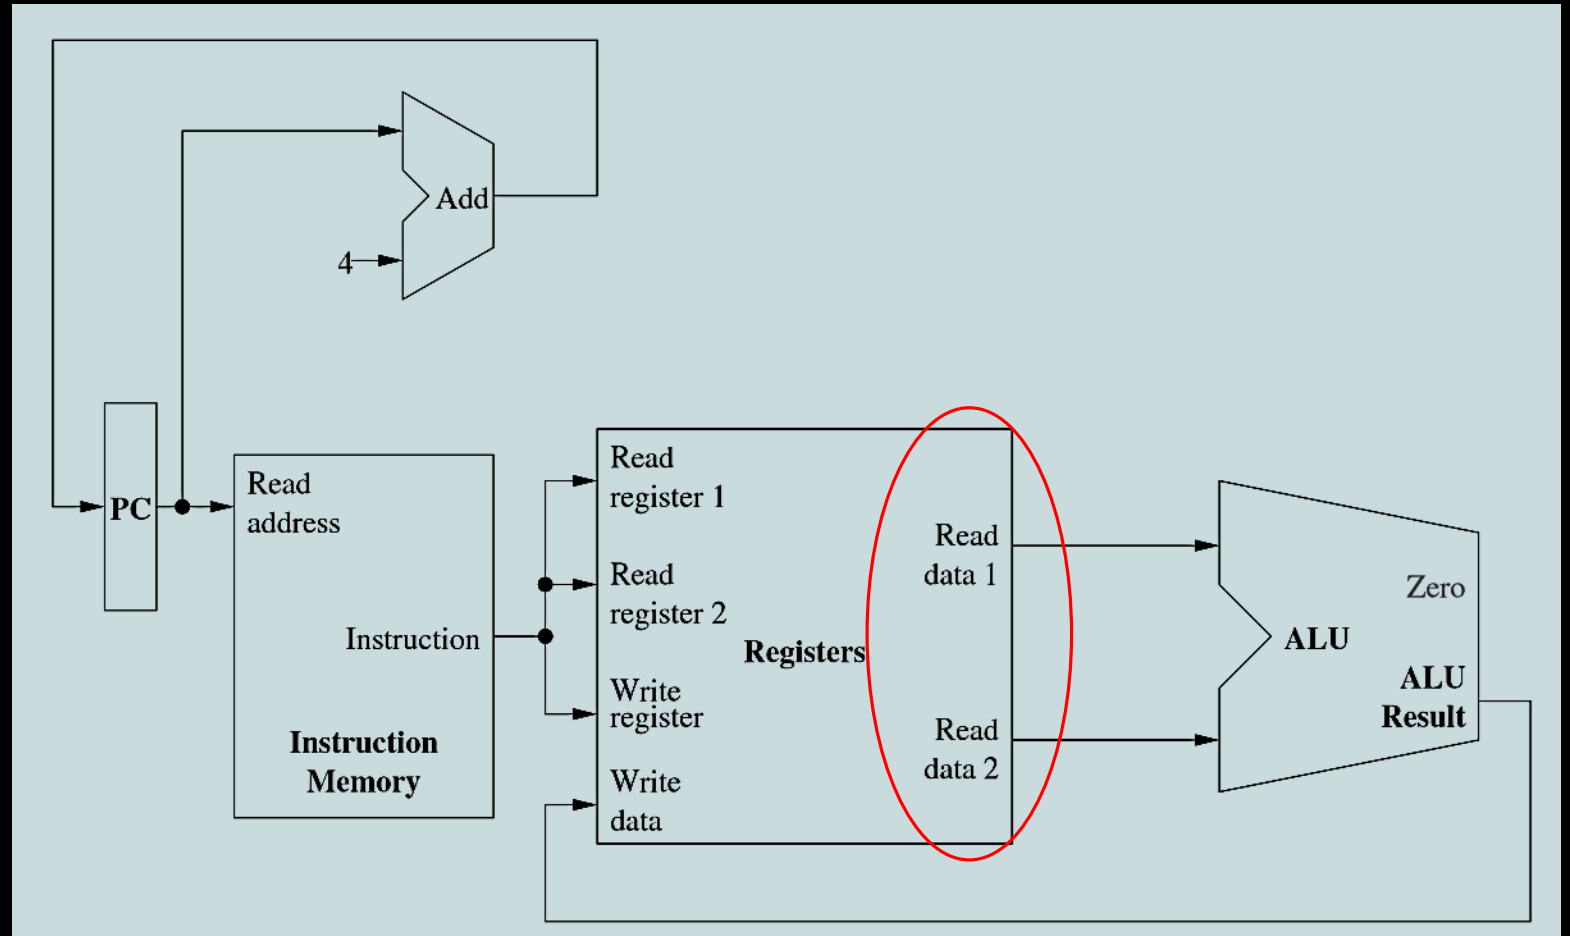 Add
4
PC
Read
address
Instruction
Instruction
Memory
Read
register 1
Read
register 2
Write
register
Write
data
Registers
Read
data 1
Read
data 2
Zero
ALU
ALU
Result